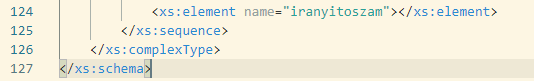 124 <xs:element name="iranyitoszam"></xs:element>
125 </xs:sequence>
126 </xs:complexType>
127 </xs:schema>